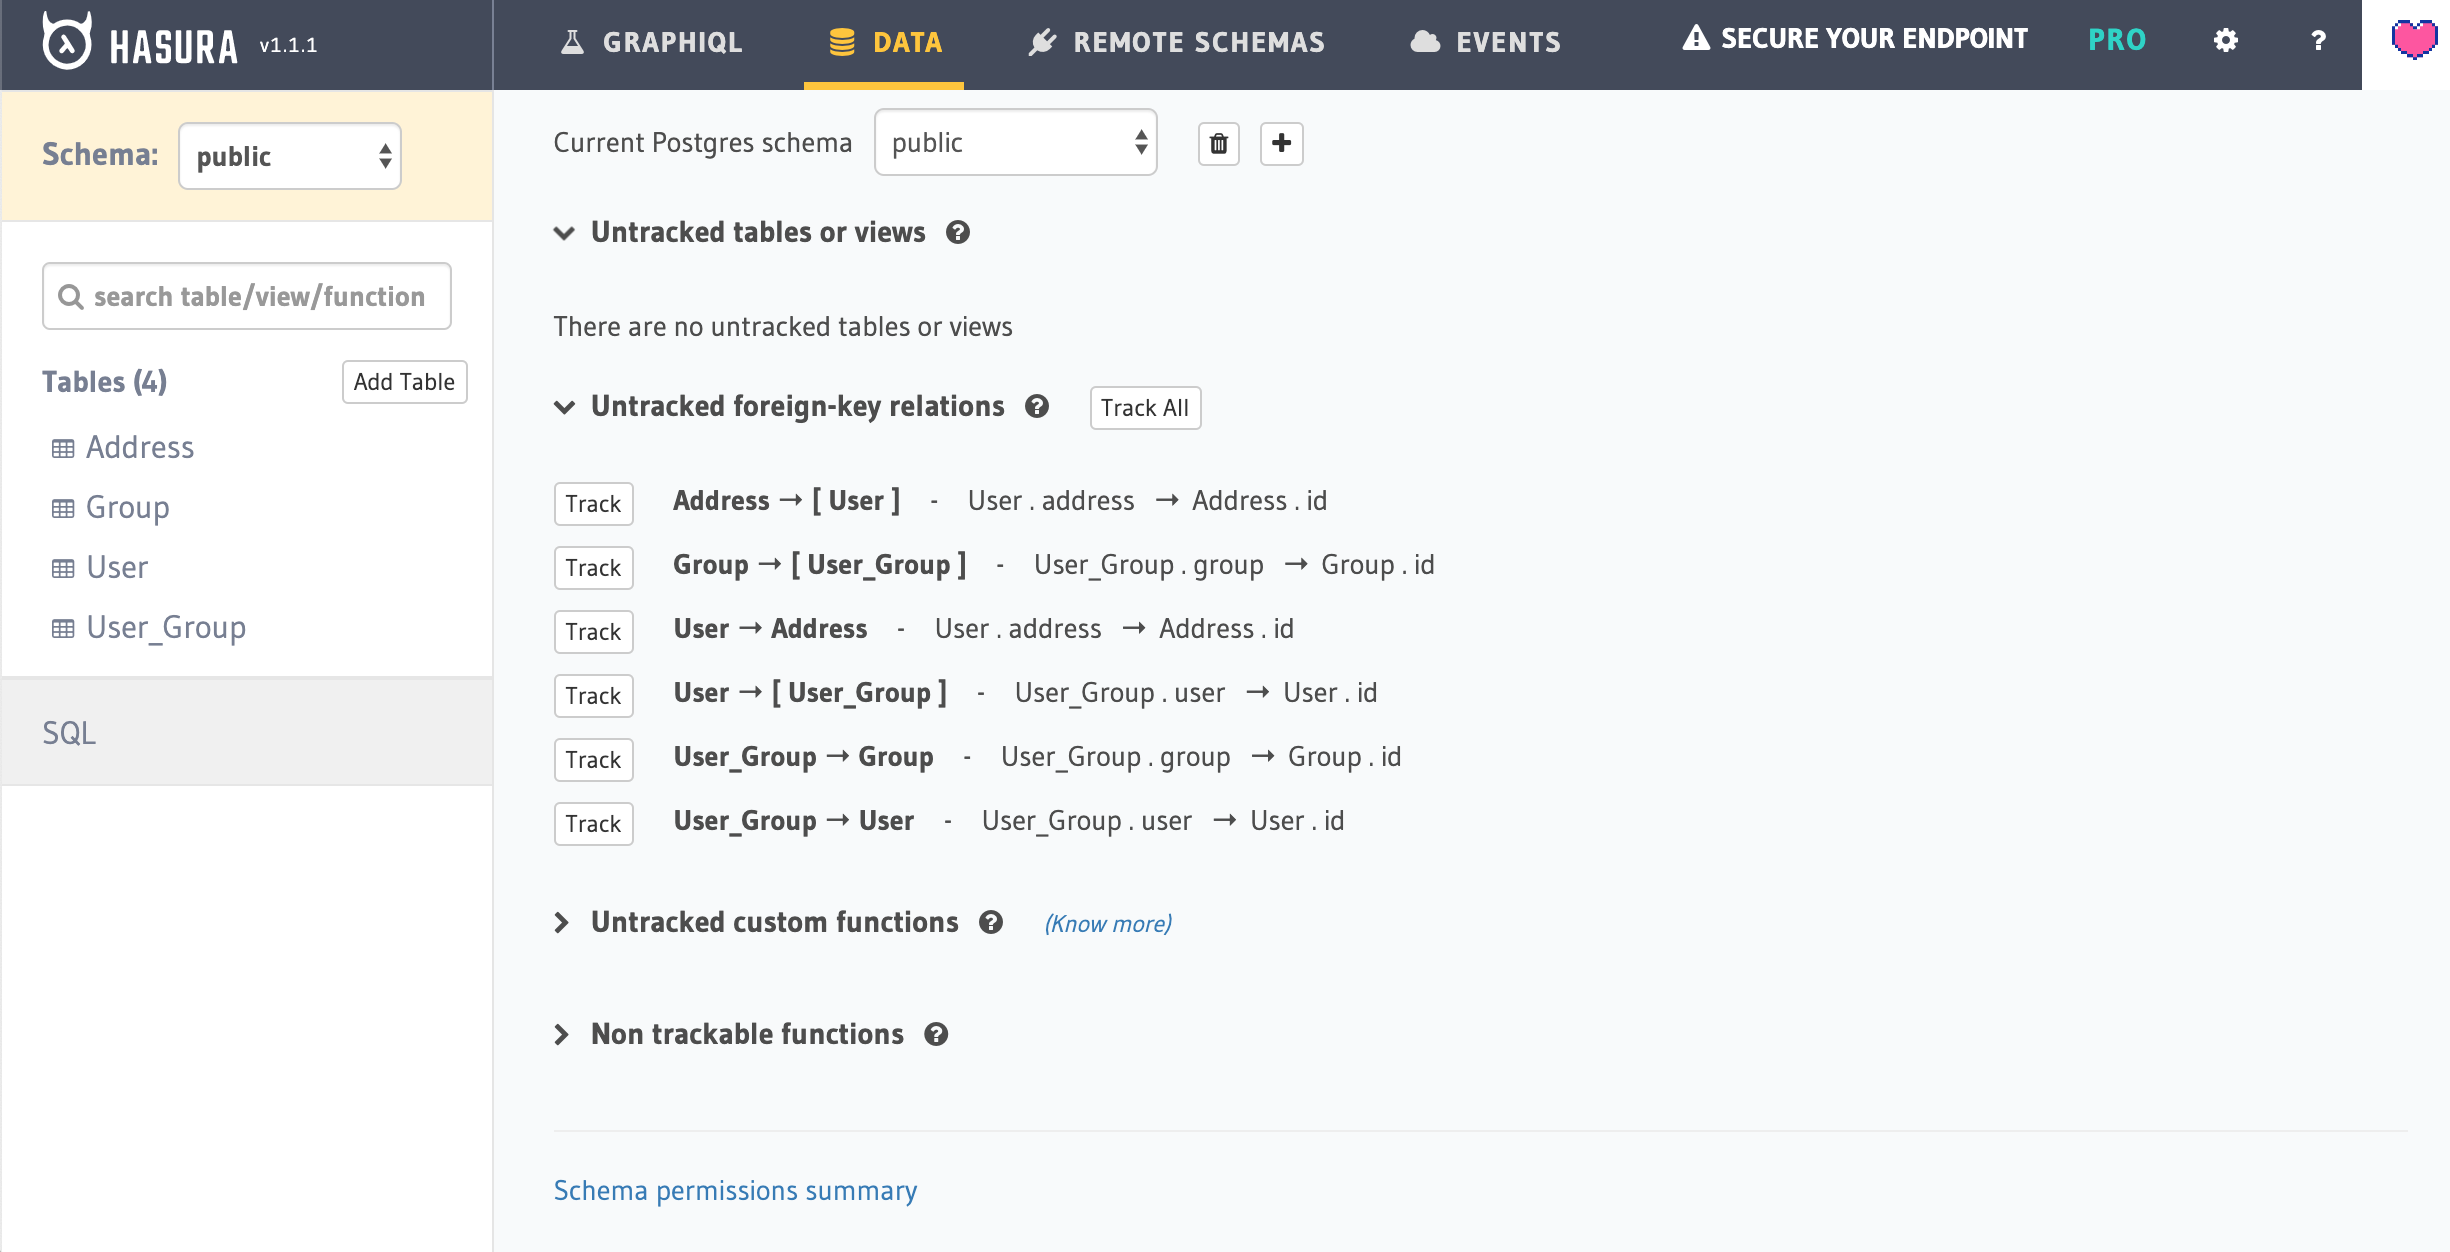 HASURA v1.1.1
GRAPHIQL
DATA
REMOTE SCHEMAS
EVENTS
SECURE YOUR ENDPOINT
PRO
?
Schema: public
search table/view/function
Tables (4) Add Table
Address
Group
User
User_Group
SQL
Current Postgres schema public
Untracked tables or views ?
There are no untracked tables or views
Untracked foreign-key relations ? Track All
Track Address → [ User ] - User . address → Address . id
Track Group → [ User_Group ] - User_Group . group → Group . id
Track User → Address - User . address → Address . id
Track User → [ User_Group ] - User_Group . user → User . id
Track User_Group → Group - User_Group . group → Group . id
Track User_Group → User - User_Group . user → User . id
Untracked custom functions ? (Know more)
Non trackable functions ?
Schema permissions summary